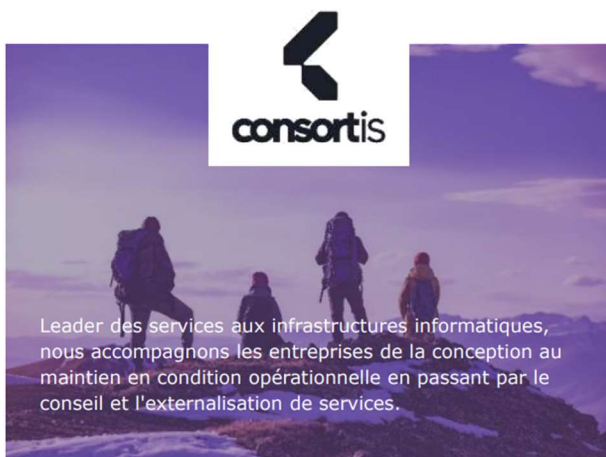 consortis
Leader des services aux infrastructures informatiques,
nous accompagnons les entreprises de la conception au
maintien en condition opérationnelle en passant par le
conseil et l'externalisation de services.